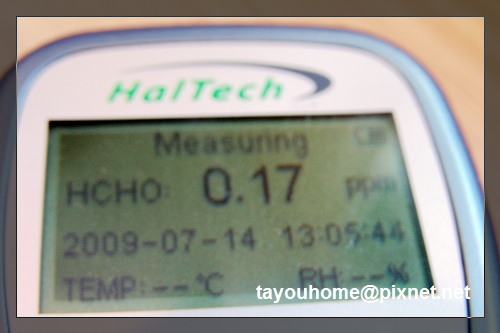 HalTech
Measuring
HCHO: 0.17 ppm
2009-07-14 13:05:44
TEMP:--℃ RH:--%
tayouhome@pixnet.net